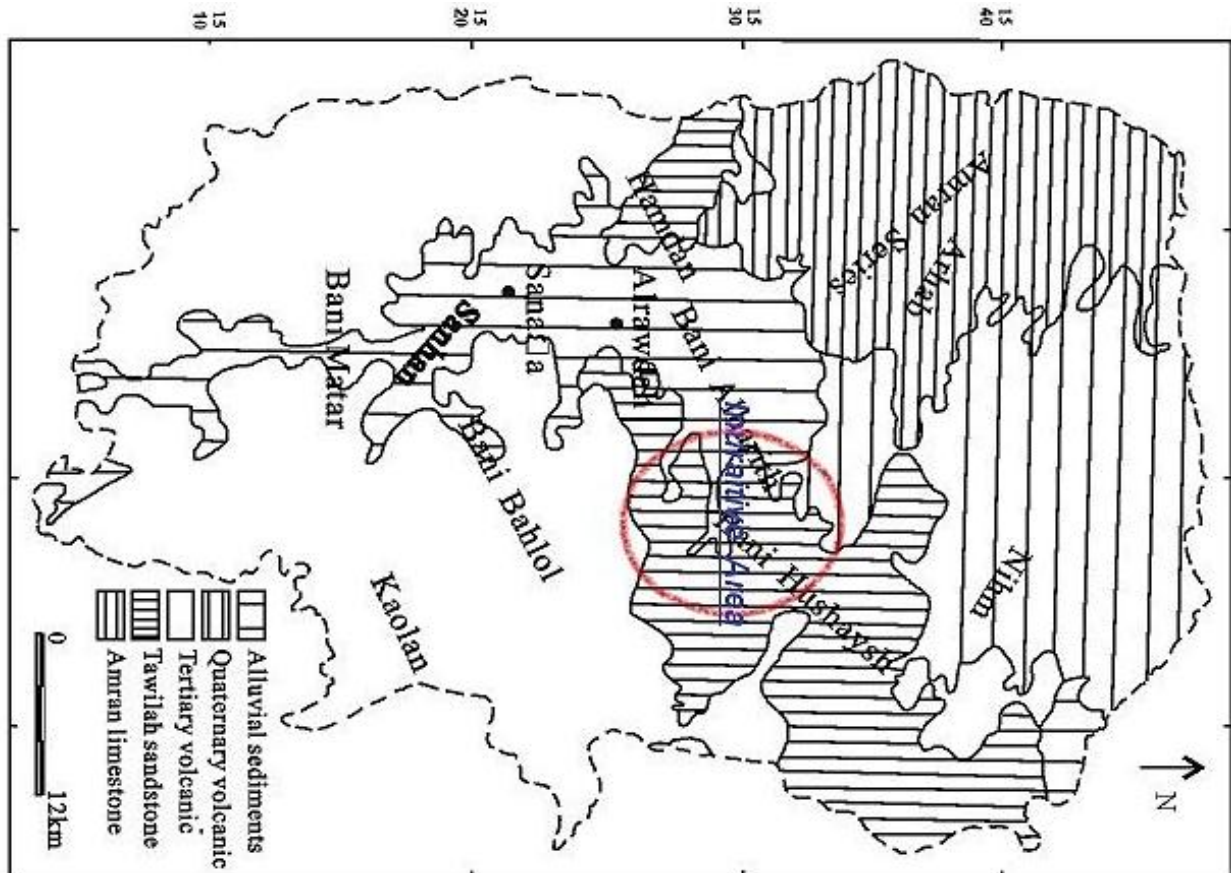 N
15 40
Nihm
Arhab
Amran Series
15 30
Bani
Area
Bani Hushaysh
Hamdan
Alrawdah
Sana'a
15 20
Bani Bahlol
Sanhan
Bani Matar
Kaolan
15 10
Alluvial sediments
Quaternary volcanic
Tertiary volcanic
Tawilah sandstone
Amran limestone
0 12km